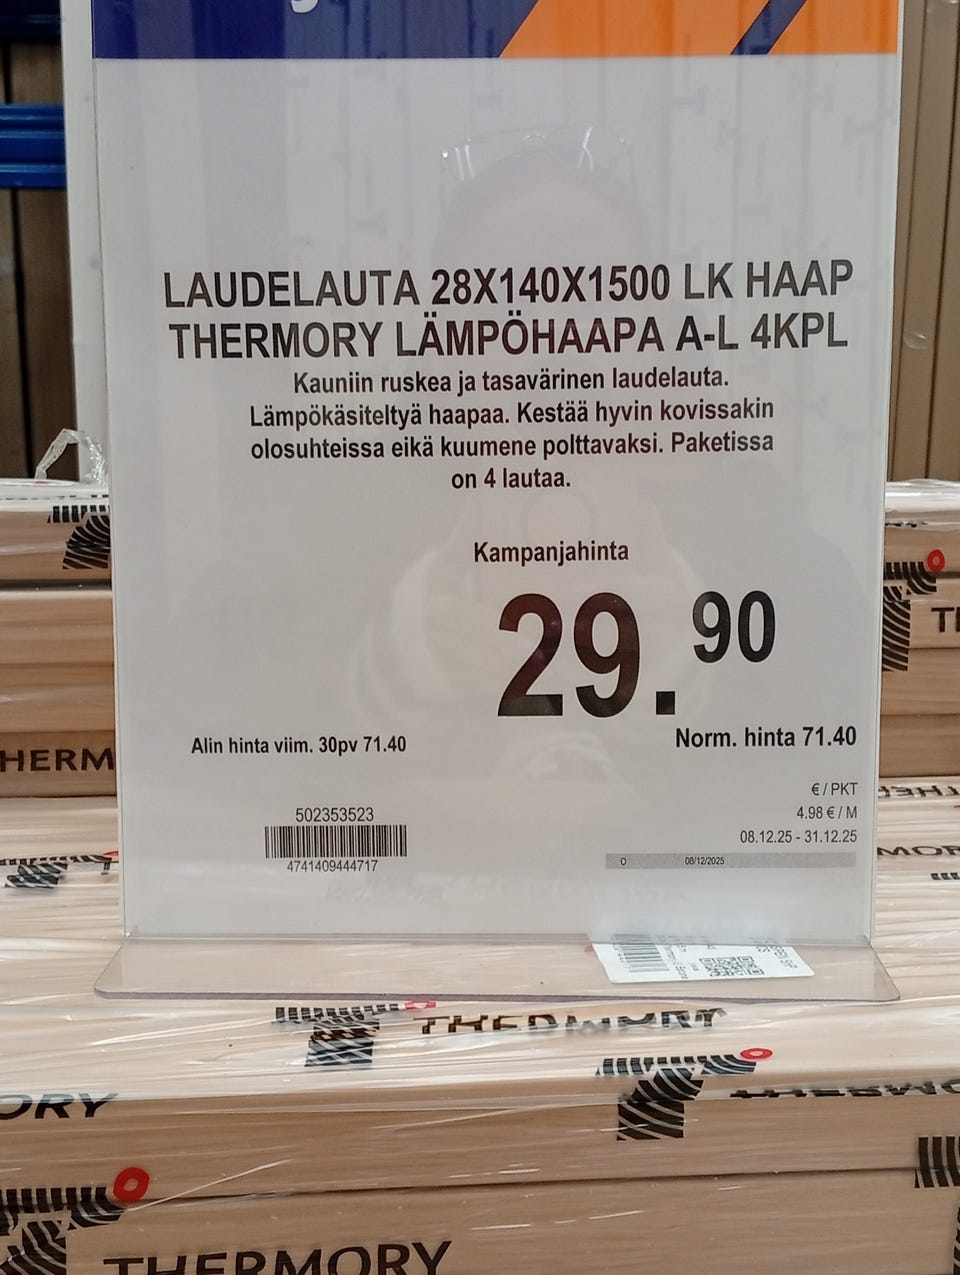 LAUDELAUTA 28X140X1500 LK HAAP
THERMORY LÄMPÖHAAPA A-L 4KPL
Kauniin ruskea ja tasavärinen laudelauta.
Lämpökäsiteltyä haapaa. Kestää hyvin kovissakin
olosuhteissa eikä kuumene polttavaksi. Paketissa
on 4 lautaa.
Kampanjahinta
29.90
Alin hinta viim. 30pv 71.40
Norm. hinta 71.40
€ / PKT
4.98 € / M
08.12.25 - 31.12.25
502353523
4741409444717
O 08/12/2025
HERM
THERMORY
ORY
THERMORY